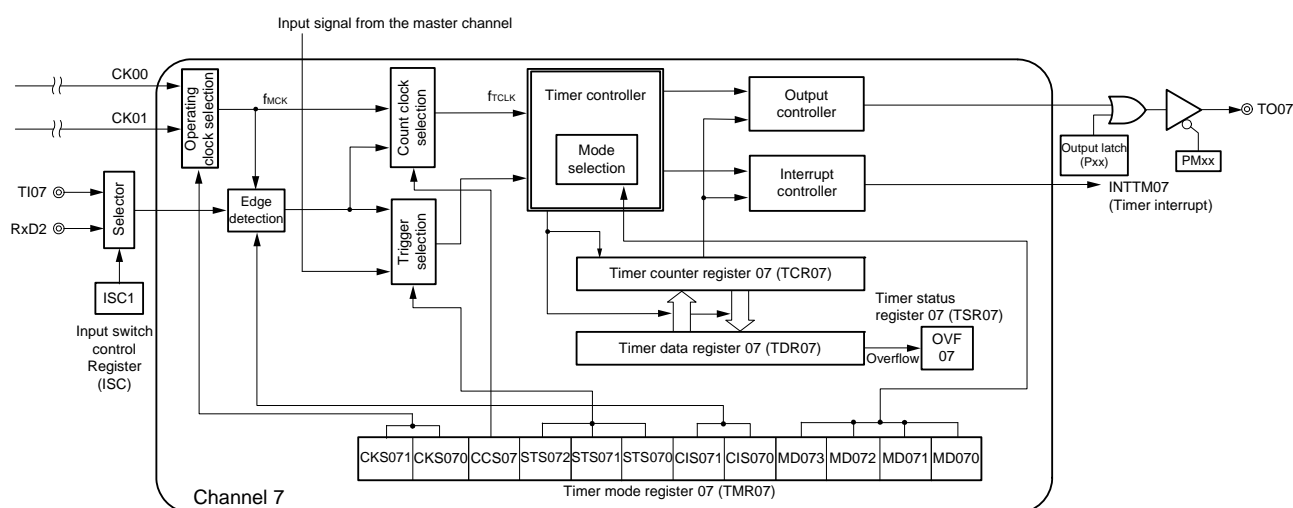 Input signal from the master channel
CK00
CK01
Operating
clock selection
fMCK
Count clock
selection
fTCLK
Timer controller
Mode
selection
Output
controller
Output latch
(Pxx)
PMxx
TO07
Interrupt
controller
INTTM07
(Timer interrupt)
TI07
RxD2
Selector
Edge
detection
Trigger
selection
ISC1
Input switch
control
Register
(ISC)
Timer counter register 07 (TCR07)
Timer status
register 07 (TSR07)
Timer data register 07 (TDR07)
Overflow
OVF
07
CKS071
CKS070
CCS07
STS072
STS071
STS070
CIS071
CIS070
MD073
MD072
MD071
MD070
Channel 7
Timer mode register 07 (TMR07)